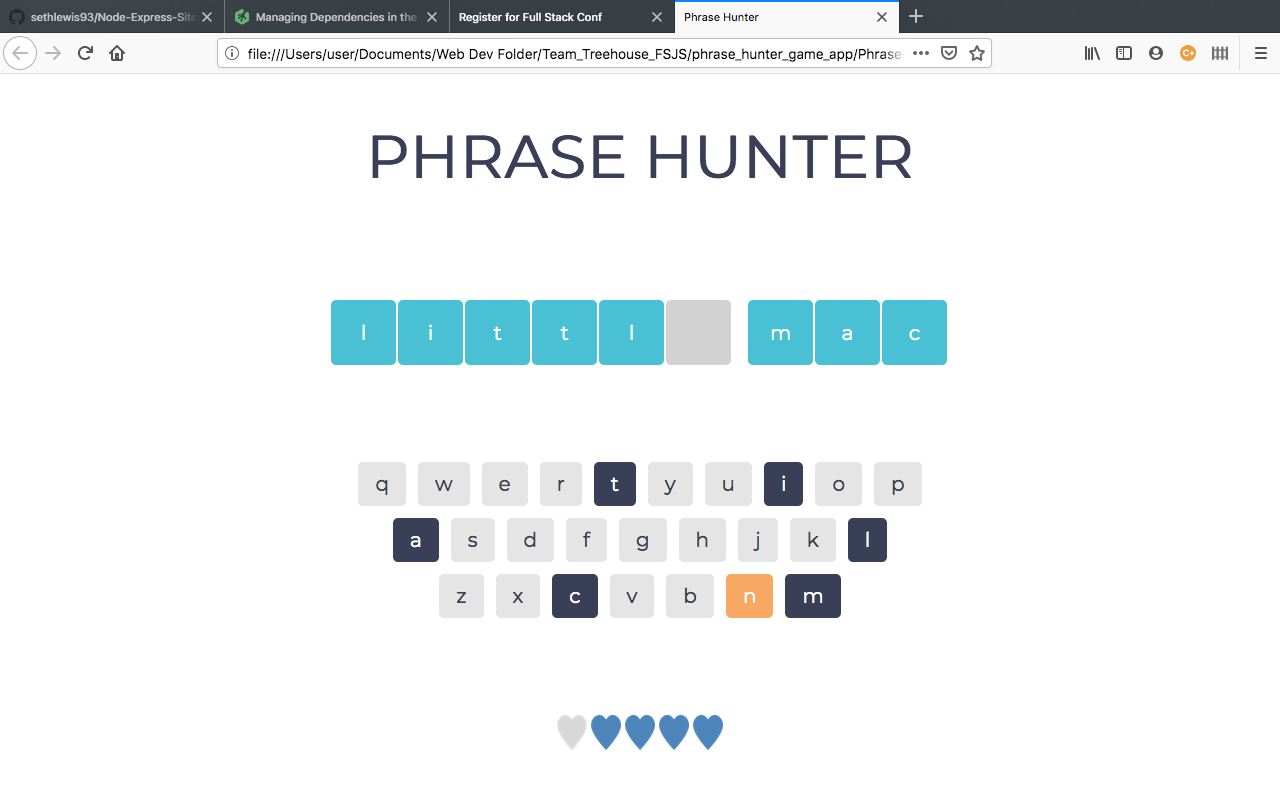 sethlewis93/Node-Express-Site
Managing Dependencies in the
Register for Full Stack Conf
Phrase Hunter
file:///Users/user/Documents/Web Dev Folder/Team_Treehouse_FSJS/phrase_hunter_game_app/Phrase-
PHRASE HUNTER
l i t t l m a c
q w e r t y u i o p
a s d f g h j k l
z x c v b n m